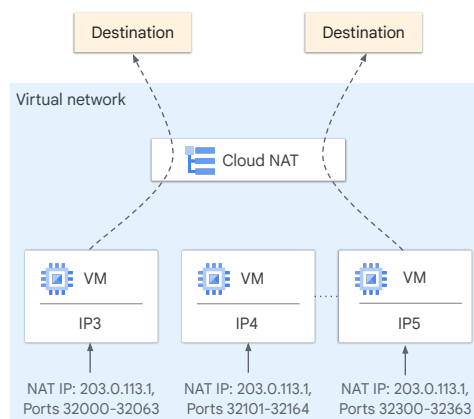 Destination
Destination
Virtual network
Cloud NAT
VM
VM
VM
IP3
IP4
IP5
NAT IP: 203.0.113.1,
Ports 32000-32063
NAT IP: 203.0.113.1,
Ports 32101-32164
NAT IP: 203.0.113.1,
Ports 32300-32363